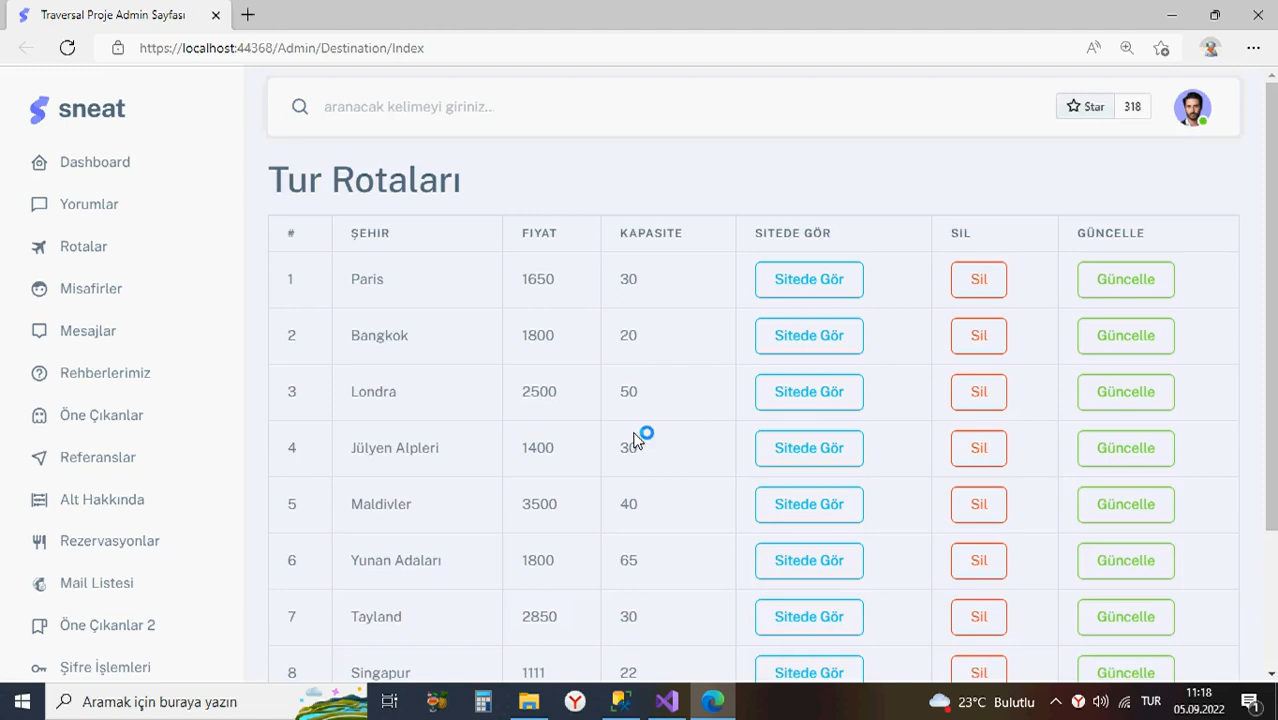 Traversal Proje Admin Sayfası
https://localhost:44368/Admin/Destination/Index
sneat
aranacak kelimeyi giriniz...
Star 318
Dashboard
Yorumlar
Rotalar
Misafirler
Mesajlar
Rehberlerimiz
Öne Çıkanlar
Referanslar
Alt Hakkında
Rezervasyonlar
Mail Listesi
Öne Çıkanlar 2
Şifre İşlemleri
Tur Rotaları
# ŞEHIR FIYAT KAPASITE SITEDE GÖR SIL GÜNCELLE
1 Paris 1650 30 Sitede Gör Sil Güncelle
2 Bangkok 1800 20 Sitede Gör Sil Güncelle
3 Londra 2500 50 Sitede Gör Sil Güncelle
4 Jülyen Alpleri 1400 30 Sitede Gör Sil Güncelle
5 Maldivler 3500 40 Sitede Gör Sil Güncelle
6 Yunan Adaları 1800 65 Sitede Gör Sil Güncelle
7 Tayland 2850 30 Sitede Gör Sil Güncelle
8 Singapur 1111 22 Sitede Gör Sil Güncelle
Aramak için buraya yazın
23°C Bulutlu
TUR
11:18
05.09.2022